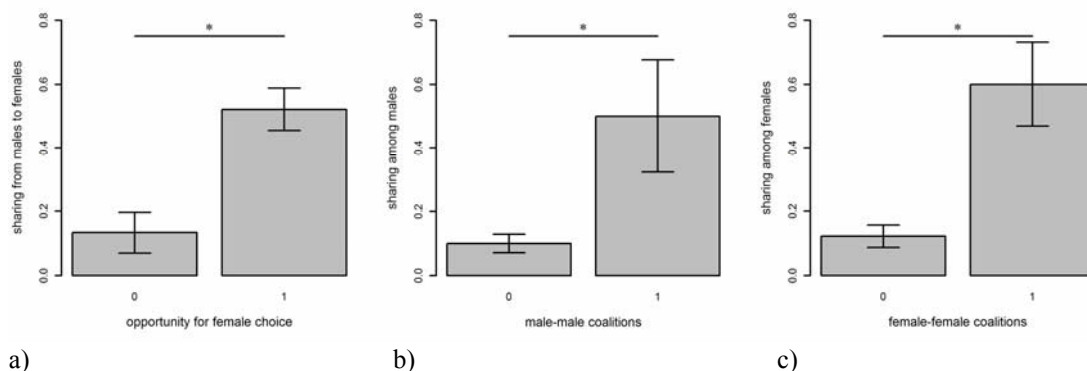 sharing from males to females
0.0 0.2 0.4 0.6 0.8
*
0 1
opportunity for female choice
a)
sharing among males
0.0 0.2 0.4 0.6 0.8
*
0 1
male-male coalitions
b)
sharing among females
0.0 0.2 0.4 0.6 0.8
*
0 1
female-female coalitions
c)